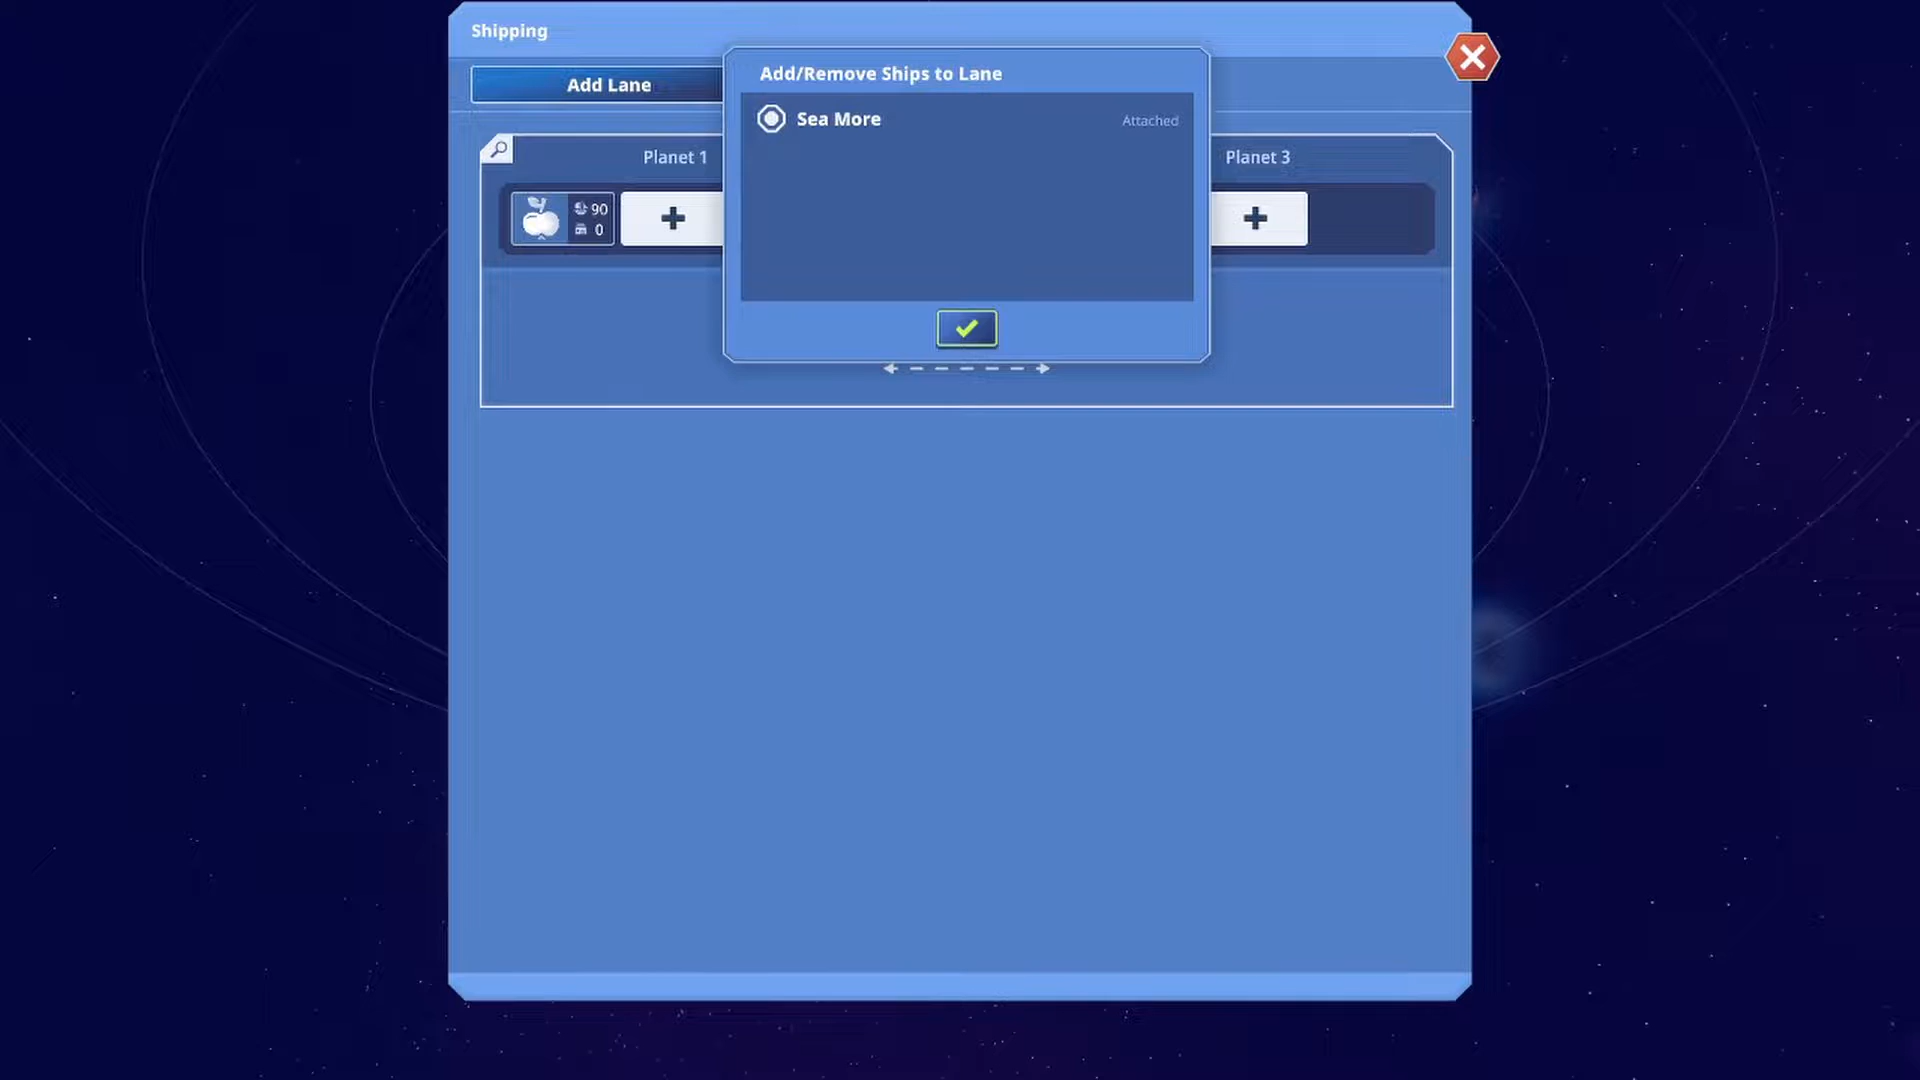 Shipping
Add/Remove Ships to Lane
Add Lane
Sea More
Attached
Planet 1
Planet 3
90
0